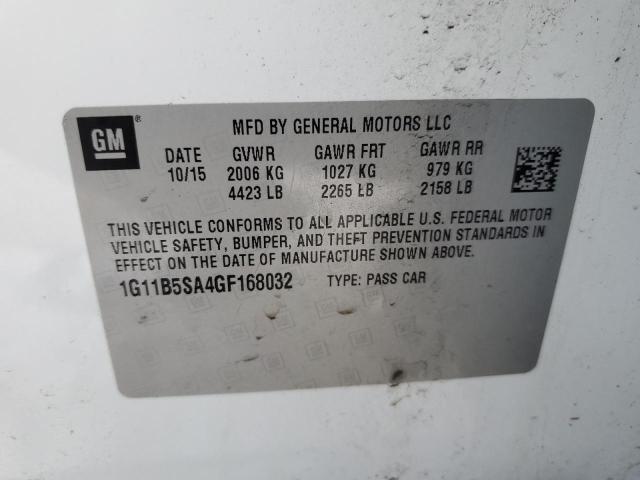 GM®
MFD BY GENERAL MOTORS LLC
DATE GVWR GAWR FRT GAWR RR
10/15 2006 KG 1027 KG 979 KG
4423 LB 2265 LB 2158 LB
THIS VEHICLE CONFORMS TO ALL APPLICABLE U.S. FEDERAL MOTOR
VEHICLE SAFETY, BUMPER, AND THEFT PREVENTION STANDARDS IN
EFFECT ON THE DATE OF MANUFACTURE SHOWN ABOVE.
1G11B5SA4GF168032 TYPE: PASS CAR